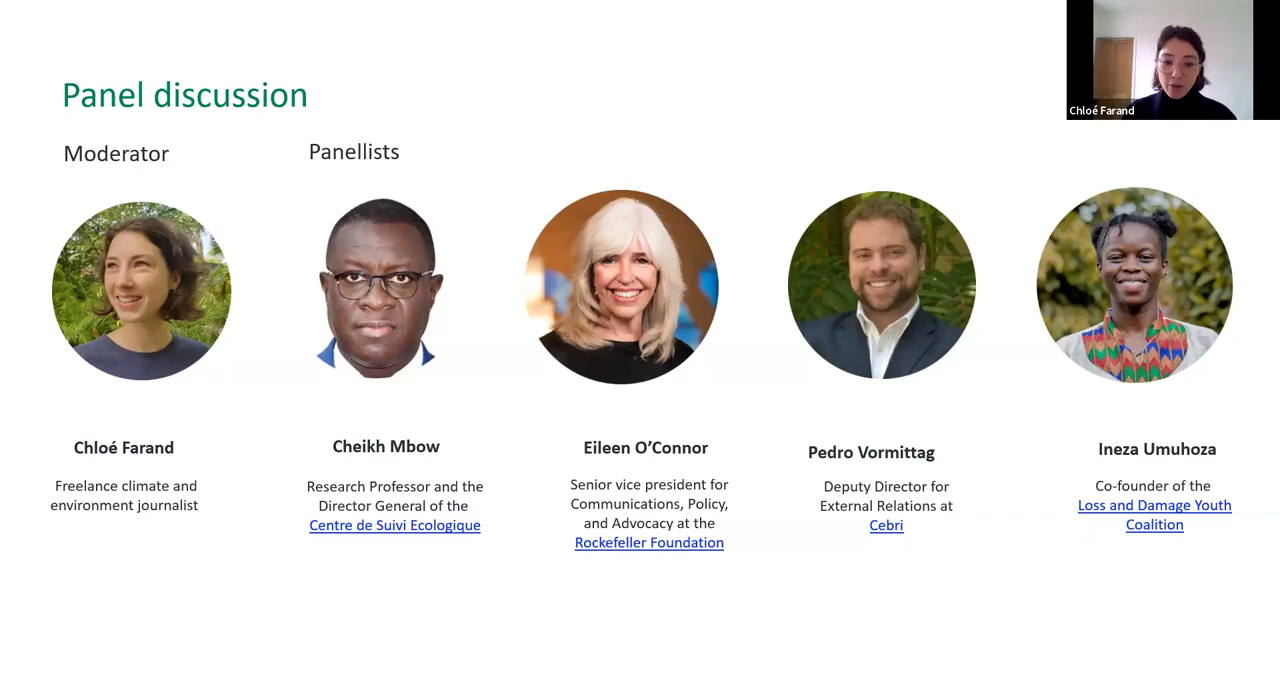 Panel discussion
Chloé Farand
Moderator
Panellists
Chloé Farand
Freelance climate and
environment journalist
Cheikh Mbow
Research Professor and the
Director General of the
Centre de Suivi Ecologique
Eileen O’Connor
Senior vice president for
Communications, Policy,
and Advocacy at the
Rockefeller Foundation
Pedro Vormittag
Deputy Director for
External Relations at
Cebri
Ineza Umuhoza
Co-founder of the
Loss and Damage Youth
Coalition